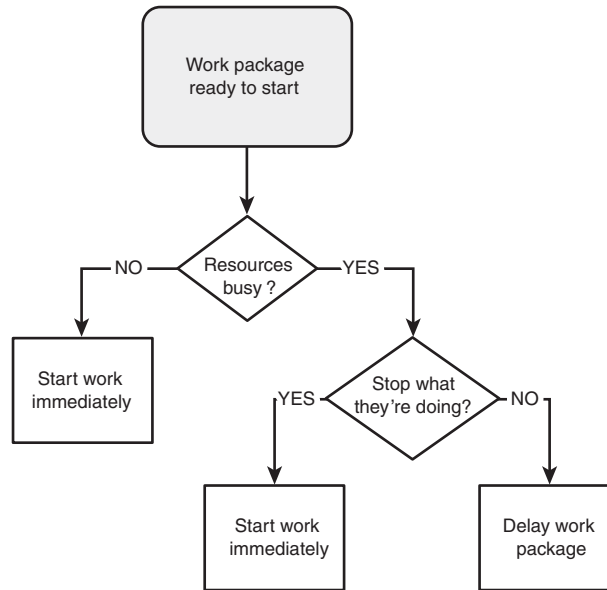 Work package
ready to start
NO
Resources
busy ?
YES
Start work
immediately
YES
Stop what
they’re doing?
NO
Start work
immediately
Delay work
package